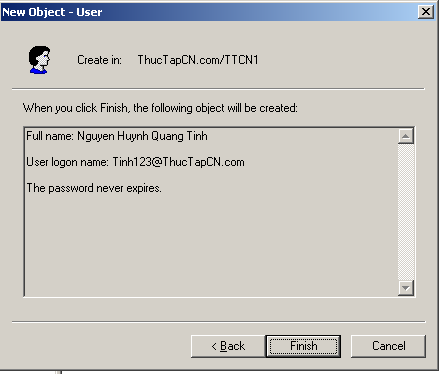 New Object - User
Create in: ThucTapCN.com/TTCN1
When you click Finish, the following object will be created:
Full name: Nguyen Huynh Quang Tinh
User logon name: Tinh123@ThucTapCN.com
The password never expires.
< Back Finish Cancel